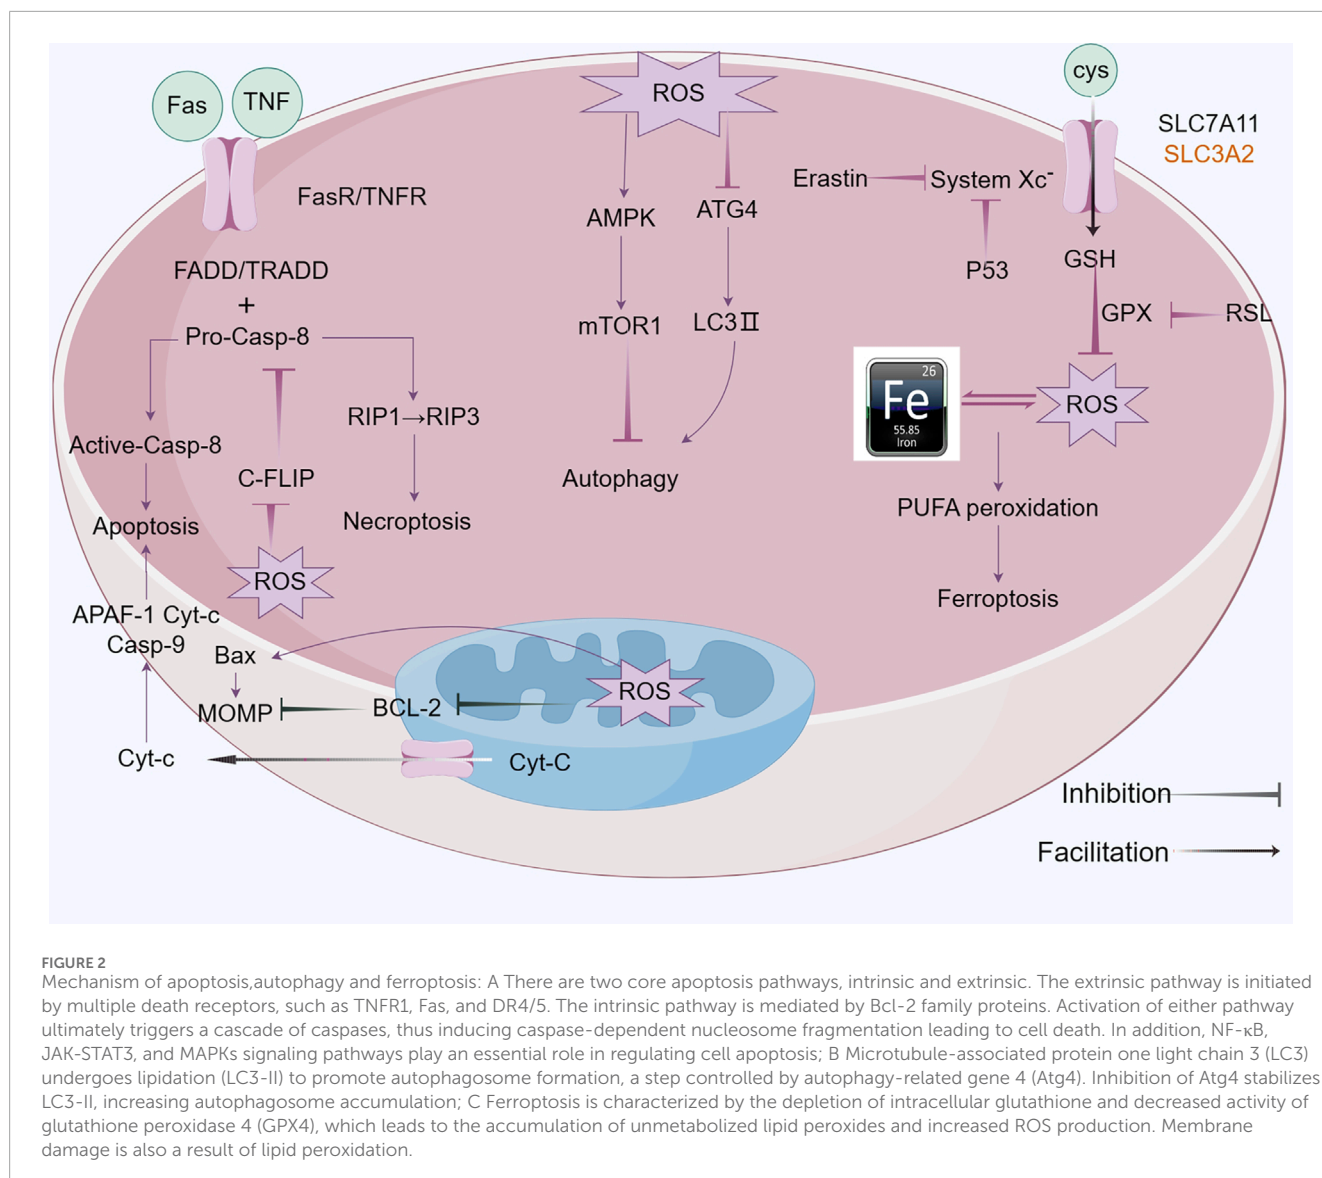 Fas
TNF
ROS
cys
SLC7A11
SLC3A2
FasR/TNFR
Erastin
System Xc⁻
AMPK
ATG4
FADD/TRADD
+
Pro-Casp-8
P53
GSH
mTOR1
LC3Ⅱ
GPX
RSL
26
Fe
55.85
Iron
ROS
RIP1→RIP3
Active-Casp-8
C-FLIP
Autophagy
PUFA peroxidation
Apoptosis
Necroptosis
ROS
Ferroptosis
APAF-1 Cyt-c
Casp-9
Bax
ROS
MOMP
BCL-2
Cyt-c
Cyt-C
Inhibition
Facilitation
FIGURE 2
Mechanism of apoptosis,autophagy and ferroptosis: A There are two core apoptosis pathways, intrinsic and extrinsic. The extrinsic pathway is initiated
by multiple death receptors, such as TNFR1, Fas, and DR4/5. The intrinsic pathway is mediated by Bcl-2 family proteins. Activation of either pathway
ultimately triggers a cascade of caspases, thus inducing caspase-dependent nucleosome fragmentation leading to cell death. In addition, NF-κB,
JAK-STAT3, and MAPKs signaling pathways play an essential role in regulating cell apoptosis; B Microtubule-associated protein one light chain 3 (LC3)
undergoes lipidation (LC3-II) to promote autophagosome formation, a step controlled by autophagy-related gene 4 (Atg4). Inhibition of Atg4 stabilizes
LC3-II, increasing autophagosome accumulation; C Ferroptosis is characterized by the depletion of intracellular glutathione and decreased activity of
glutathione peroxidase 4 (GPX4), which leads to the accumulation of unmetabolized lipid peroxides and increased ROS production. Membrane
damage is also a result of lipid peroxidation.